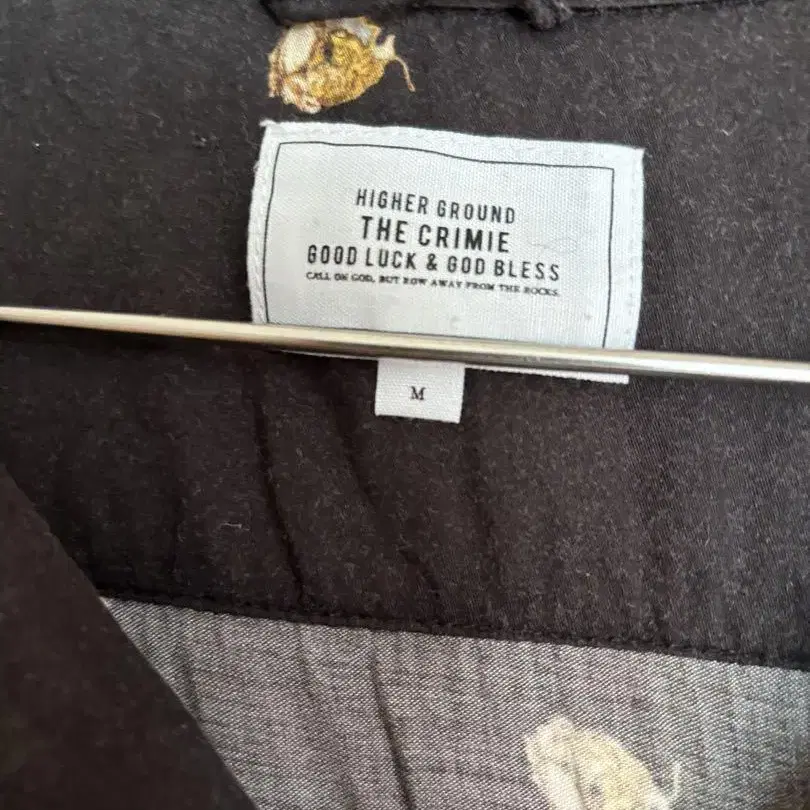 HIGHER GROUND
THE CRIMIE
GOOD LUCK & GOD BLESS
CALL ON GOD, BUT ROW AWAY FROM THE ROCKS.
M